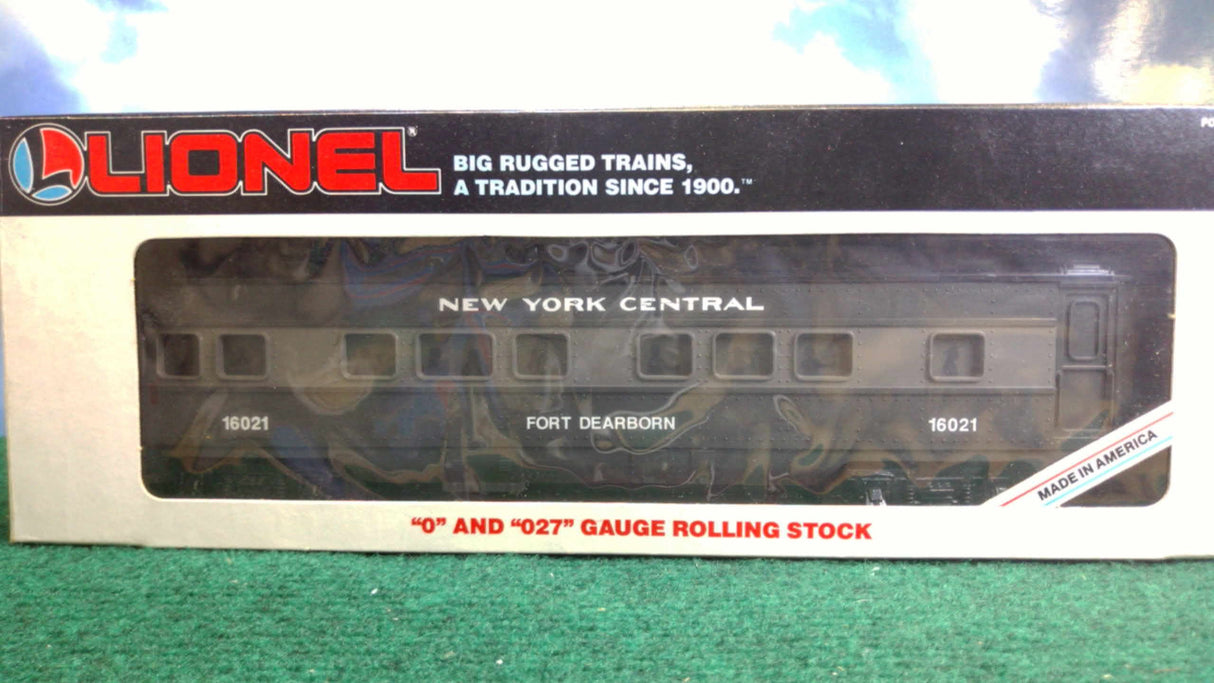 LIONEL®
BIG RUGGED TRAINS,
A TRADITION SINCE 1900.™
NEW YORK CENTRAL
16021 FORT DEARBORN 16021
MADE IN AMERICA
“0” AND “027” GAUGE ROLLING STOCK